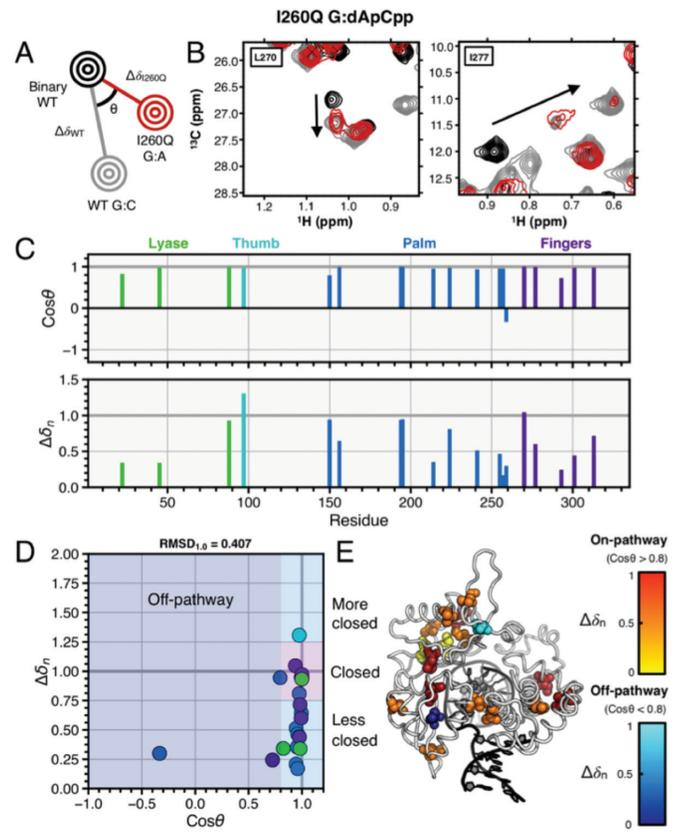 I260Q G:dApCpp
A
Binary
WT
ΔδI260Q
θ
ΔδWT
I260Q
G:A
WT G:C
B
L270
26.0
26.5
27.0
27.5
28.0
28.5
13C (ppm)
1.2 1.1 1.0 0.9
1H (ppm)
I277
10.0
10.5
11.0
11.5
12.0
12.5
0.9 0.8 0.7 0.6
1H (ppm)
C
Lyase Thumb Palm Fingers
1
0
−1
Cosθ
1.5
1.0
0.5
0.0
Δδn
50 100 150 200 250 300
Residue
D
RMSD1.0 = 0.407
2.00
1.75
1.50
1.25
1.00
0.75
0.50
0.25
0.00
Δδn
Off-pathway
−1.0 −0.5 0.0 0.5 1.0
Cosθ
More
closed
Closed
Less
closed
E
On-pathway
(Cosθ > 0.8)
1
Δδn 0.5
0
Off-pathway
(Cosθ < 0.8)
1
Δδn 0.5
0